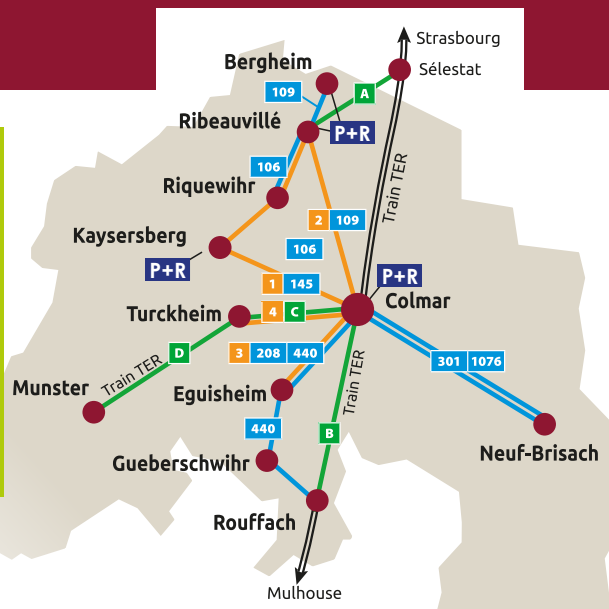 Strasbourg
Bergheim
Sélestat
109
A
Ribeauvillé
P+R
106
Riquewihr
Train TER
2 109
Kaysersberg
106
P+R
P+R
1 145
Colmar
Turckheim
4 C
D
3 208 440
Train TER
301 1076
Train TER
Munster
Eguisheim
440
B
Neuf-Brisach
Gueberschwihr
Rouffach
Mulhouse